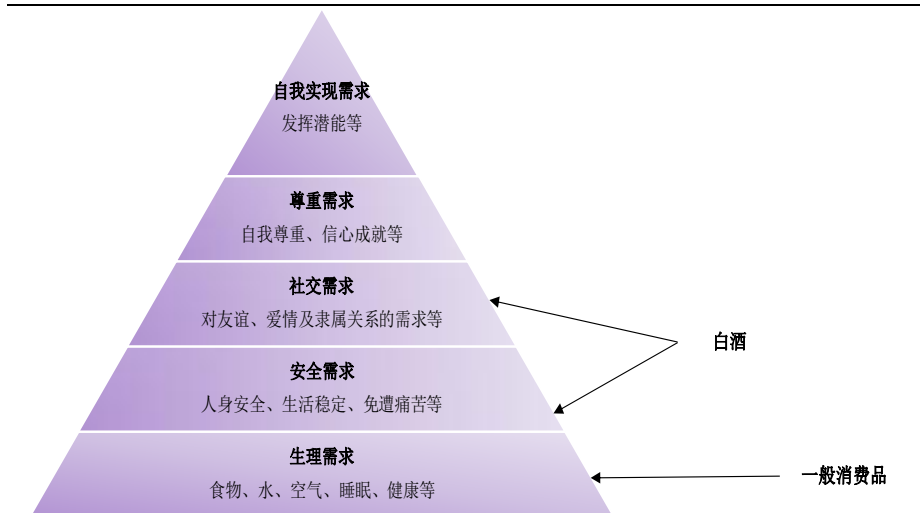 自我实现需求
发挥潜能等
尊重需求
自我尊重、信心成就等
社交需求
对友谊、爱情及隶属关系的需求等
白酒
安全需求
人身安全、生活稳定、免遭痛苦等
生理需求
食物、水、空气、睡眠、健康等
一般消费品